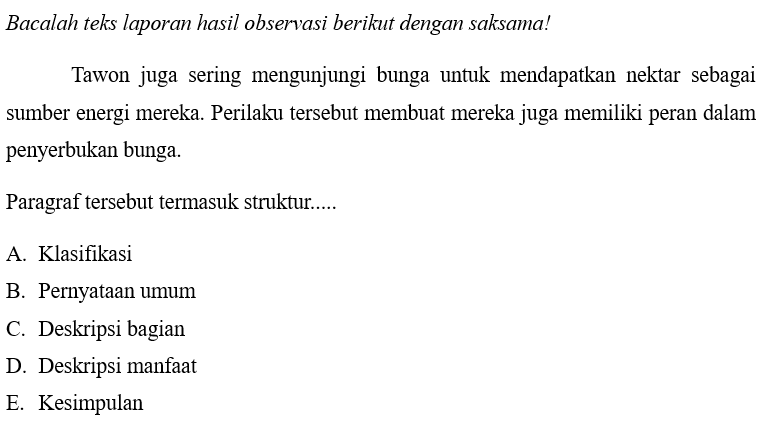 Bacalah teks laporan hasil observasi berikut dengan saksama!
Tawon juga sering mengunjungi bunga untuk mendapatkan nektar sebagai
sumber energi mereka. Perilaku tersebut membuat mereka juga memiliki peran dalam
penyerbukan bunga.
Paragraf tersebut termasuk struktur.....
A. Klasifikasi
B. Pernyataan umum
C. Deskripsi bagian
D. Deskripsi manfaat
E. Kesimpulan